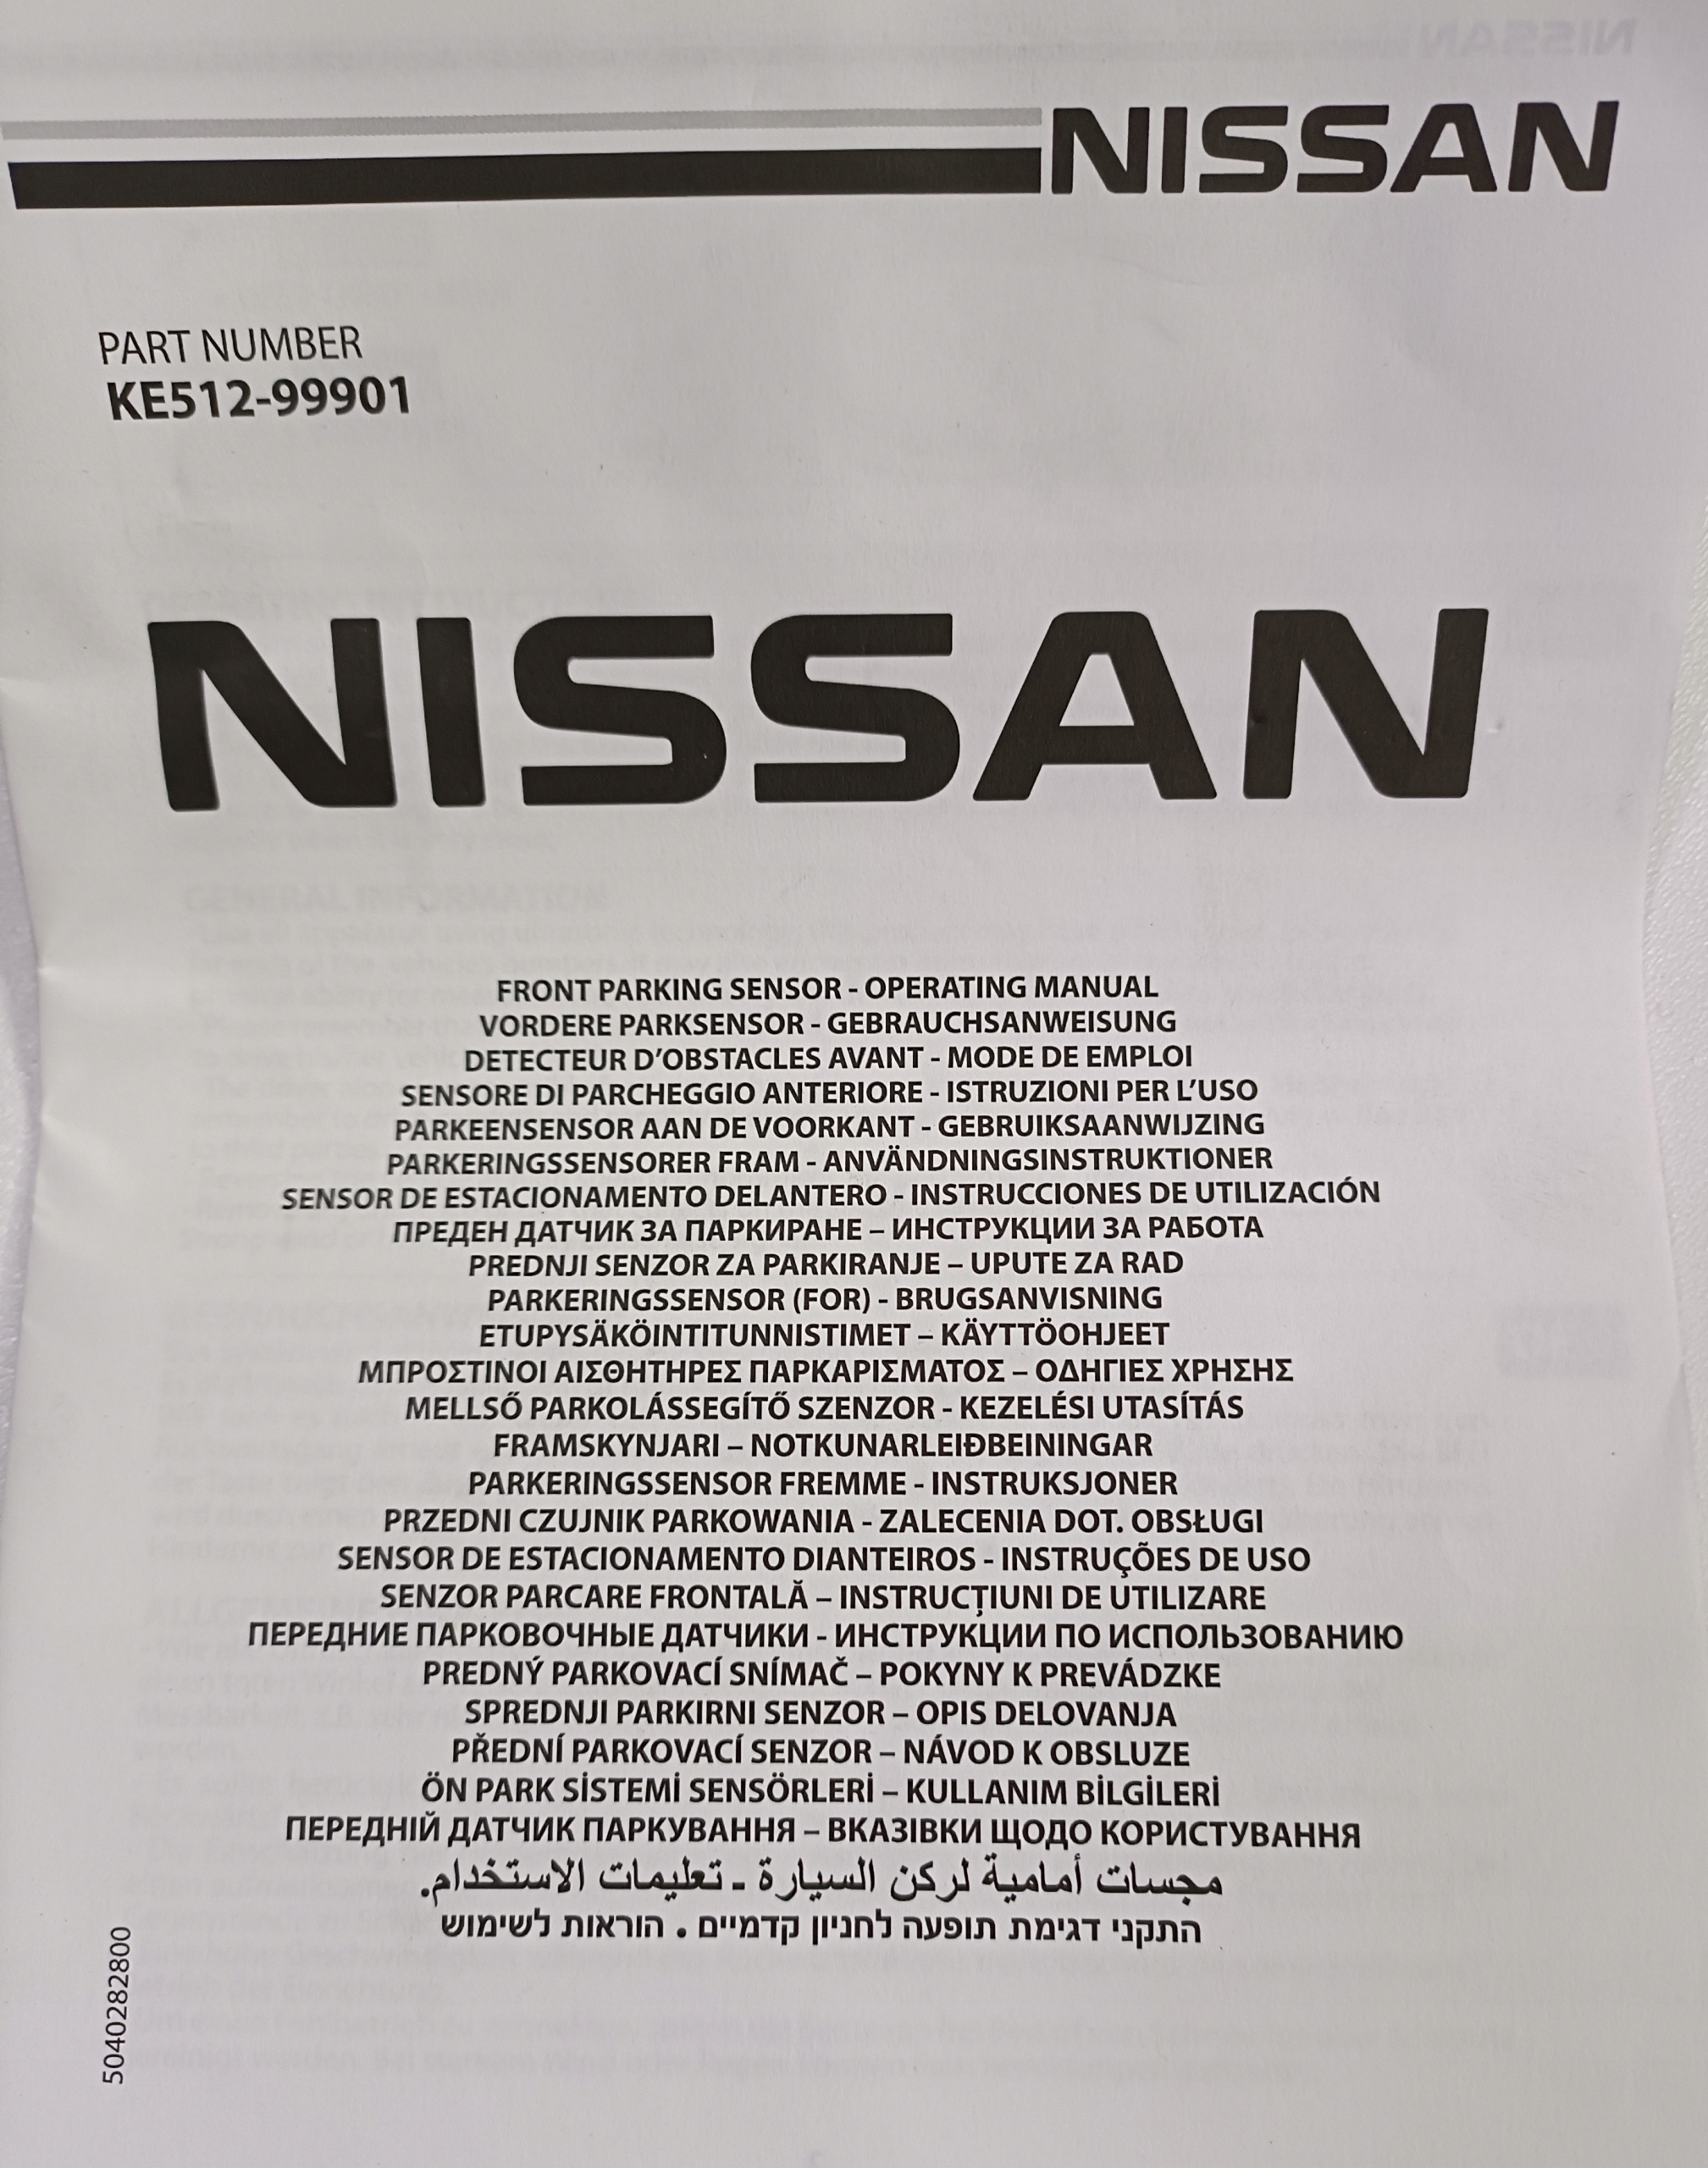 NISSAN
PART NUMBER
KE512-99901
NISSAN
FRONT PARKING SENSOR - OPERATING MANUAL
VORDERE PARKSENSOR - GEBRAUCHSANWEISUNG
DETECTEUR D’OBSTACLES AVANT - MODE DE EMPLOI
SENSORE DI PARCHEGGIO ANTERIORE - ISTRUZIONI PER L’USO
PARKEENSENSOR AAN DE VOORKANT - GEBRUIKSAANWIJZING
PARKERINGSSENSORER FRAM - ANVÄNDNINGSINSTRUKTIONER
SENSOR DE ESTACIONAMENTO DELANTERO - INSTRUCCIONES DE UTILIZACIÓN
ПРЕДЕН ДАТЧИК ЗА ПАРКИРАНЕ – ИНСТРУКЦИИ ЗА РАБОТА
PREDNJI SENZOR ZA PARKIRANJE – UPUTE ZA RAD
PARKERINGSSENSOR (FOR) - BRUGSANVISNING
ETUPYSÄKÖINTITUNNISTIMET – KÄYTTÖOHJEET
ΜΠΡΟΣΤΙΝΟΙ ΑΙΣΘΗΤΗΡΕΣ ΠΑΡΚΑΡΙΣΜΑΤΟΣ – ΟΔΗΓΙΕΣ ΧΡΗΣΗΣ
MELLSŐ PARKOLÁSSEGÍTŐ SZENZOR - KEZELÉSI UTASÍTÁS
FRAMSKYNJARI – NOTKUNARLEIÐBEININGAR
PARKERINGSSENSOR FREMME - INSTRUKSJONER
PRZEDNI CZUJNIK PARKOWANIA - ZALECENIA DOT. OBSŁUGI
SENSOR DE ESTACIONAMENTO DIANTEIROS - INSTRUÇÕES DE USO
SENZOR PARCARE FRONTALĂ – INSTRUCŢIUNI DE UTILIZARE
ПЕРЕДНИЕ ПАРКОВОЧНЫЕ ДАТЧИКИ - ИНСТРУКЦИИ ПО ИСПОЛЬЗОВАНИЮ
PREDNÝ PARKOVACÍ SNÍMAČ – POKYNY K PREVÁDZKE
SPREDNJI PARKIRNI SENZOR – OPIS DELOVANJA
PŘEDNÍ PARKOVACÍ SENZOR – NÁVOD K OBSLUZE
ÖN PARK SİSTEMİ SENSÖRLERİ – KULLANIM BİLGİLERİ
ПЕРЕДНІЙ ДАТЧИК ПАРКУВАННЯ – ВКАЗІВКИ ЩОДО КОРИСТУВАННЯ
مجسات أمامية لركن السيارة - تعليمات الاستخدام.
התקני דגימת תופעה לחניון קדמיים . הוראות לשימוש
5040282800